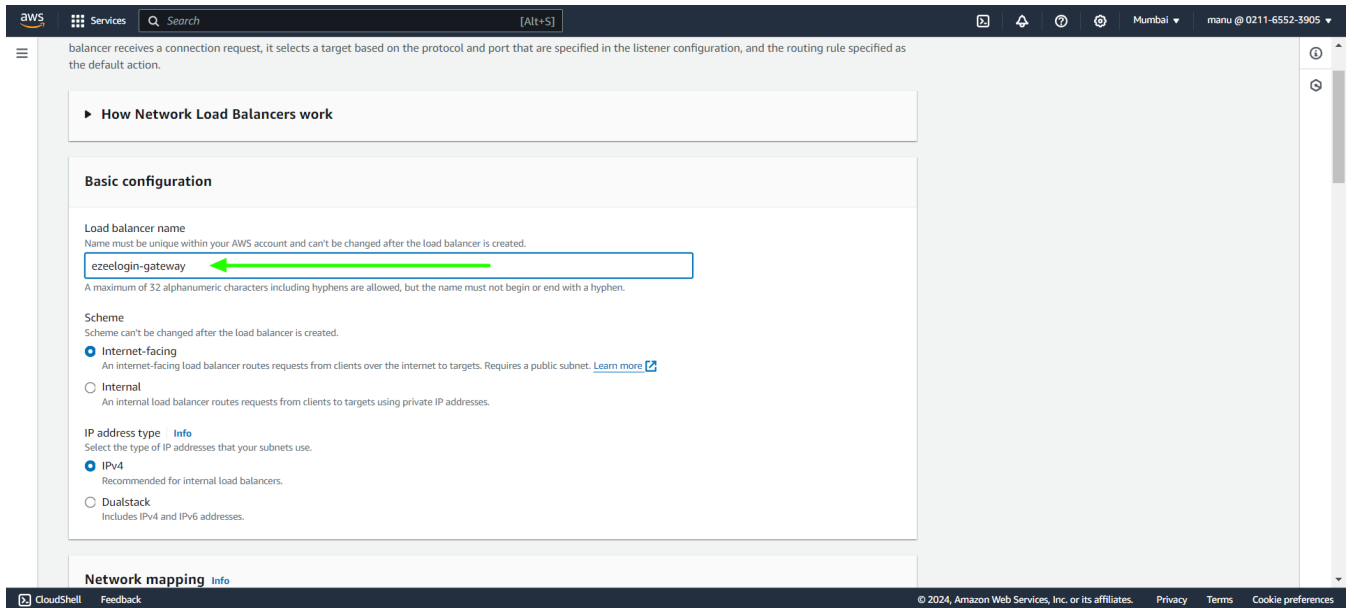 aws Services Search [Alt+S] Mumbai manu @ 0211-6552-3905
balancer receives a connection request, it selects a target based on the protocol and port that are specified in the listener configuration, and the routing rule specified as
the default action.
How Network Load Balancers work
Basic configuration
Load balancer name
Name must be unique within your AWS account and can't be changed after the load balancer is created.
ezeelogin-gateway
A maximum of 32 alphanumeric characters including hyphens are allowed, but the name must not begin or end with a hyphen.
Scheme
Scheme can't be changed after the load balancer is created.
Internet-facing
An internet-facing load balancer routes requests from clients over the internet to targets. Requires a public subnet. Learn more
Internal
An internal load balancer routes requests from clients to targets using private IP addresses.
IP address type Info
Select the type of IP addresses that your subnets use.
IPv4
Recommended for internal load balancers.
Dualstack
Includes IPv4 and IPv6 addresses.
Network mapping Info
CloudShell Feedback © 2024, Amazon Web Services, Inc. or its affiliates. Privacy Terms Cookie preferences